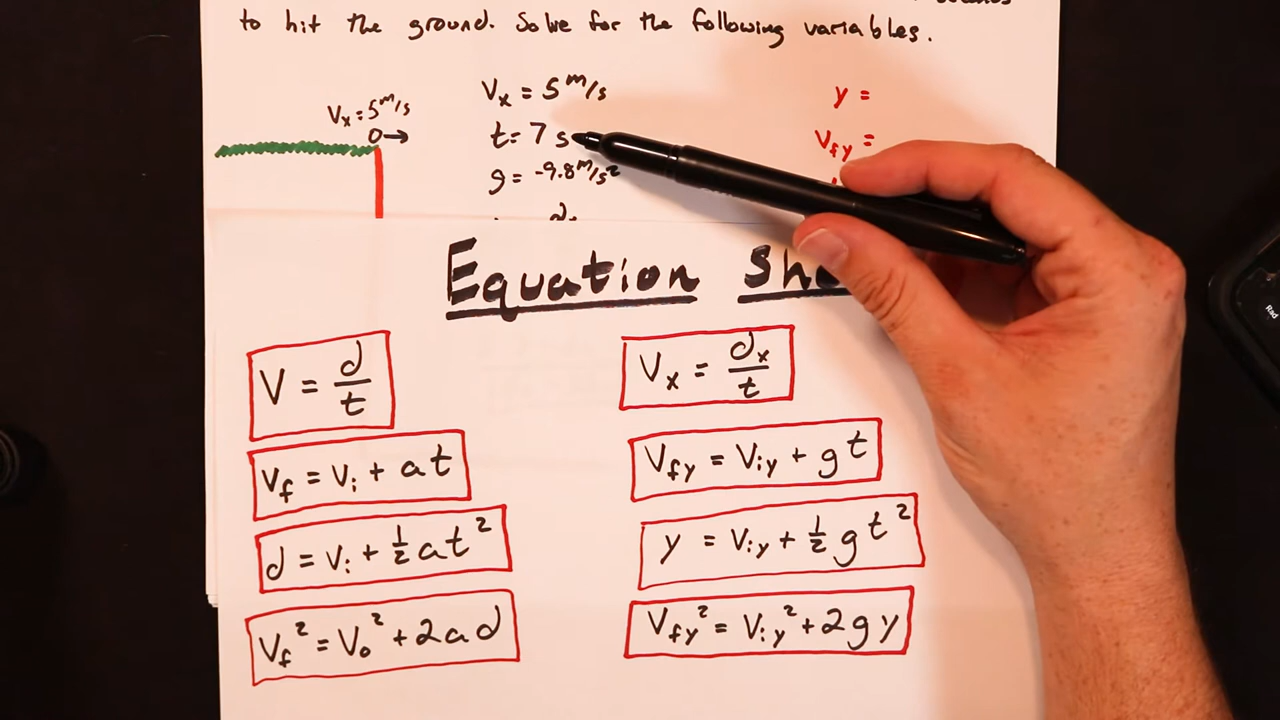 to hit the ground. Solve for the following variables.
Vx = 5 m/s
Vx = 5 m/s
y =
t = 7 s
Vfy =
g = -9.8 m/s²
Equation
V = d/t
Vx = dx/t
Vf = Vi + at
Vfy = Viy + gt
d = Vi + ½at²
y = Viy + ½gt²
Vf² = Vo² + 2ad
Vfy² = Viy² + 2gy
Rad